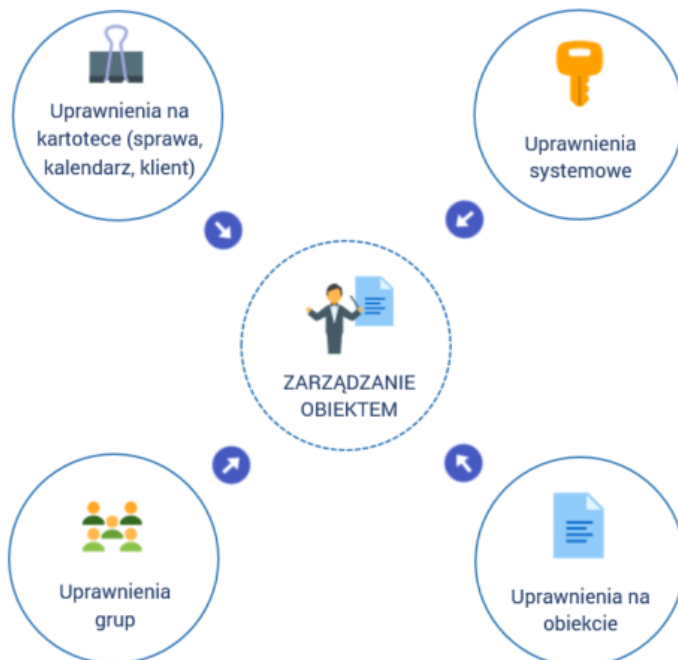 Uprawnienia na
kartotece (sprawa,
kalendarz, klient)
Uprawnienia
systemowe
ZARZĄDZANIE
OBIEKTEM
Uprawnienia
grup
Uprawnienia na
obiekcie